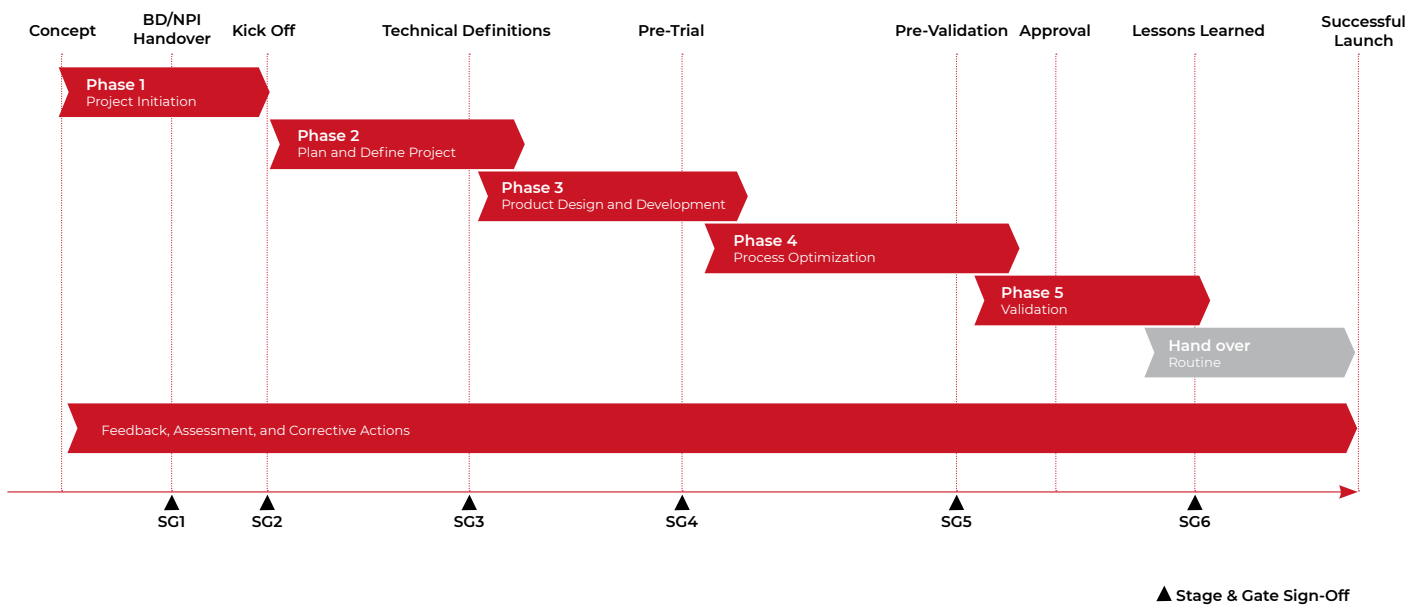 Concept
BD/NPI
Handover
Kick Off
Technical Definitions
Pre-Trial
Pre-Validation
Approval
Lessons Learned
Successful
Launch
Phase 1
Project Initiation
Phase 2
Plan and Define Project
Phase 3
Product Design and Development
Phase 4
Process Optimization
Phase 5
Validation
Hand over
Routine
Feedback, Assessment, and Corrective Actions
SG1
SG2
SG3
SG4
SG5
SG6
Stage & Gate Sign-Off